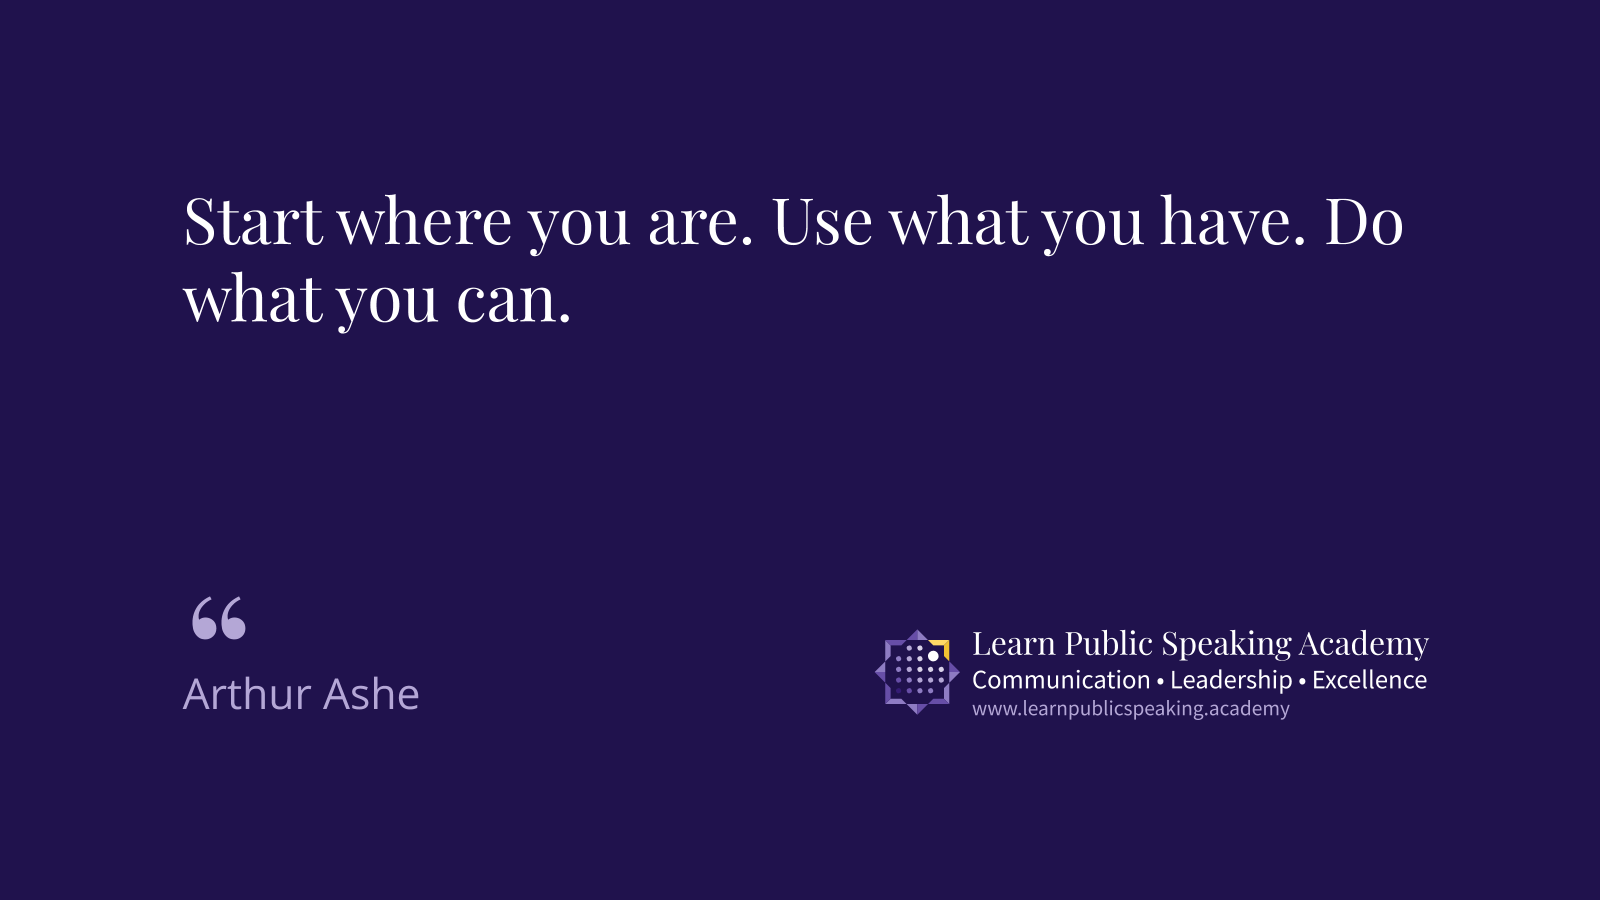 Start where you are. Use what you have. Do
what you can.
“
Arthur Ashe
Learn Public Speaking Academy
Communication • Leadership • Excellence
www.learnpublicspeaking.academy